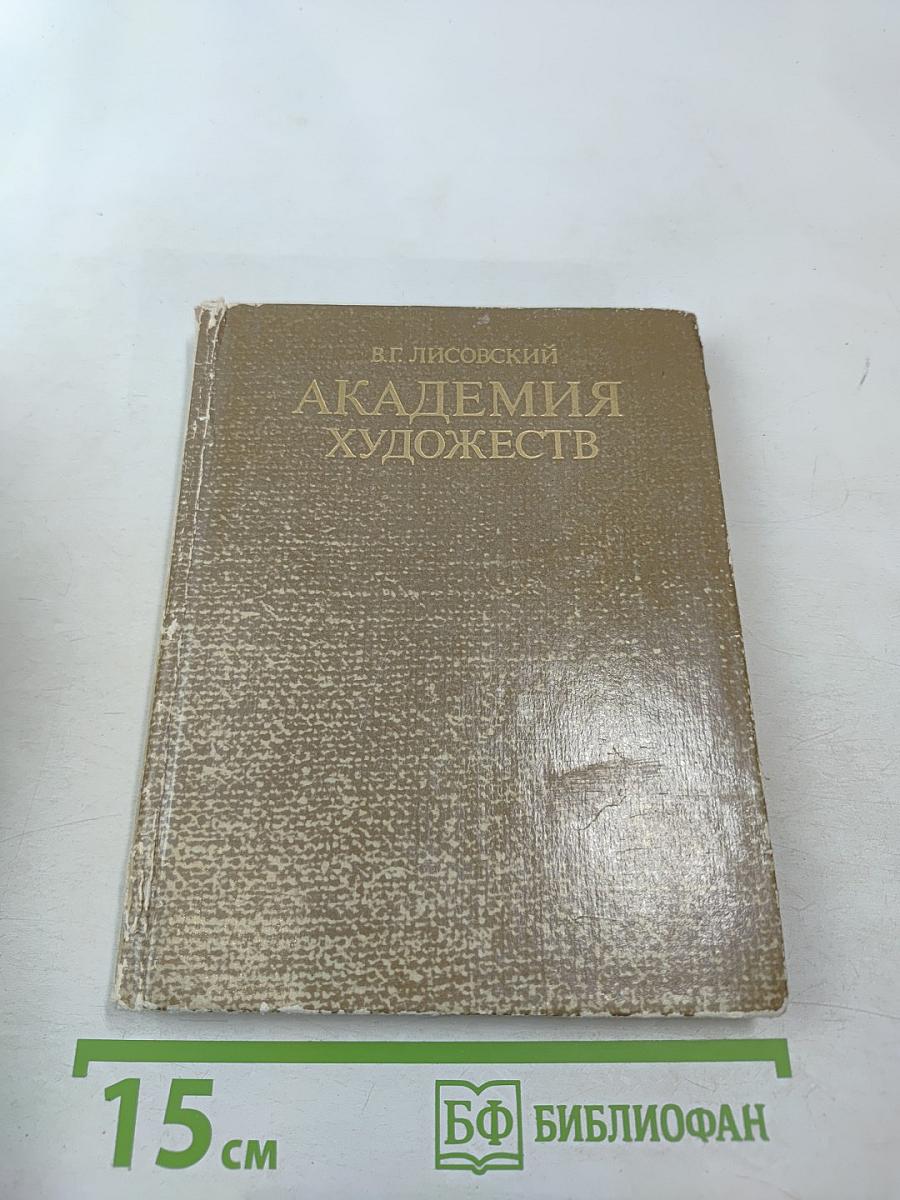 В.Г. ЛИСОВСКИЙ
АКАДЕМИЯ
ХУДОЖЕСТВ
15 см
БФ БИБЛИОФАН